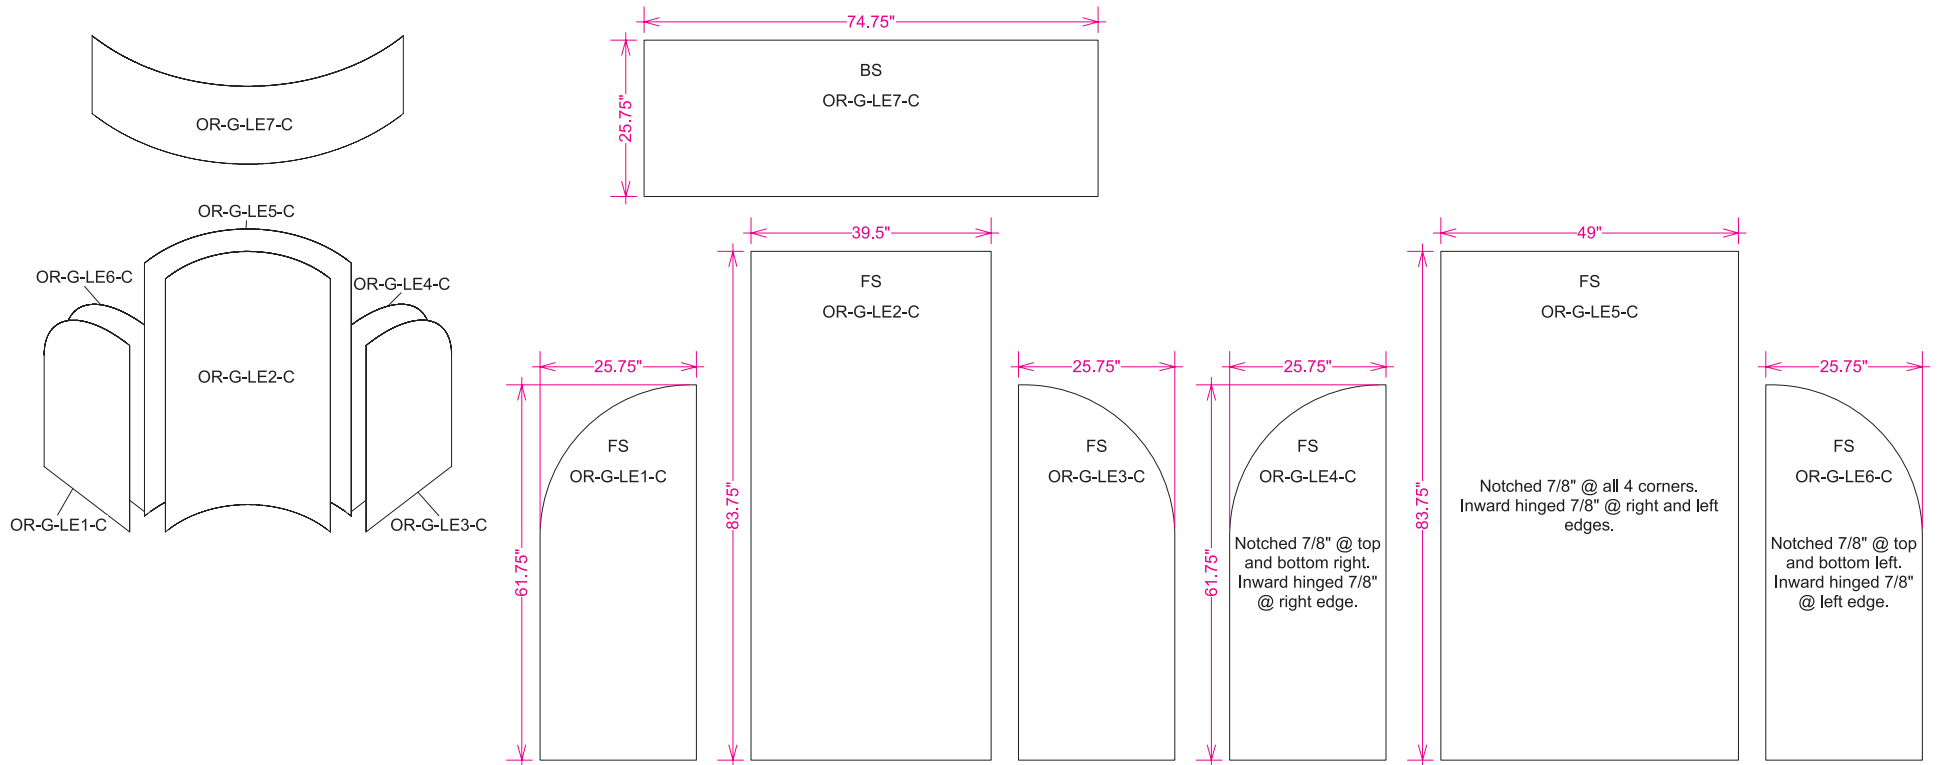 74.75"
25.75"
BS
OR-G-LE7-C
OR-G-LE7-C
OR-G-LE5-C
OR-G-LE6-C
OR-G-LE4-C
OR-G-LE2-C
OR-G-LE1-C
OR-G-LE3-C
25.75"
61.75"
FS
OR-G-LE1-C
39.5"
83.75"
FS
OR-G-LE2-C
25.75"
FS
OR-G-LE3-C
25.75"
61.75"
FS
OR-G-LE4-C
Notched 7/8" @ top
and bottom right.
Inward hinged 7/8"
@ right edge.
49"
83.75"
FS
OR-G-LE5-C
Notched 7/8" @ all 4 corners.
Inward hinged 7/8" @ right and left
edges.
25.75"
FS
OR-G-LE6-C
Notched 7/8" @ top
and bottom left.
Inward hinged 7/8"
@ left edge.